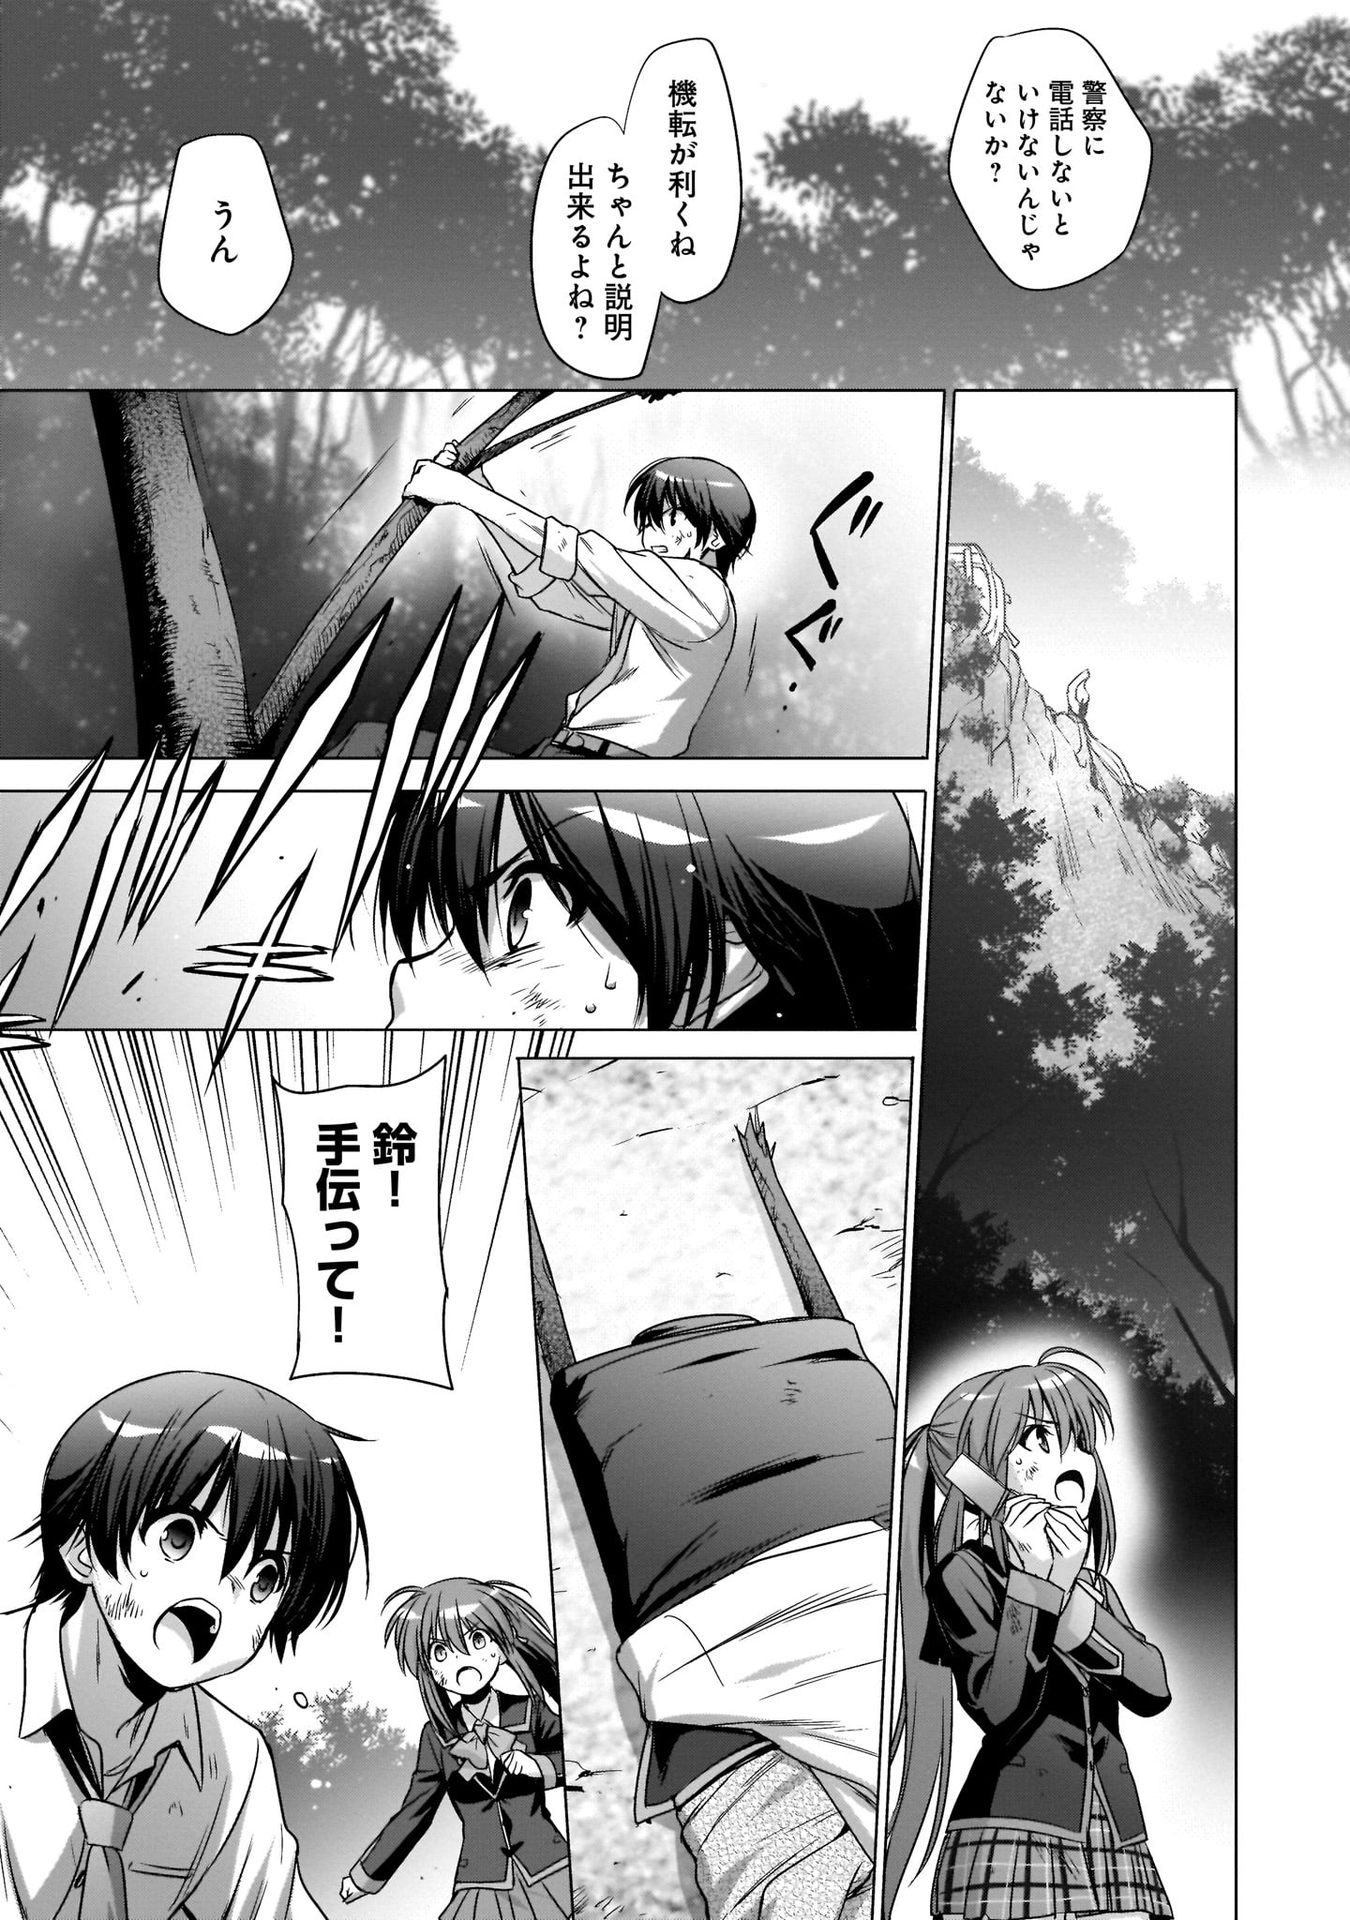 警察に
電話しないと
いけないんじゃ
ないか？
機転が利くね
ちゃんと説明
出来るよね？
うん
ぐぐ
鈴！
手伝って！